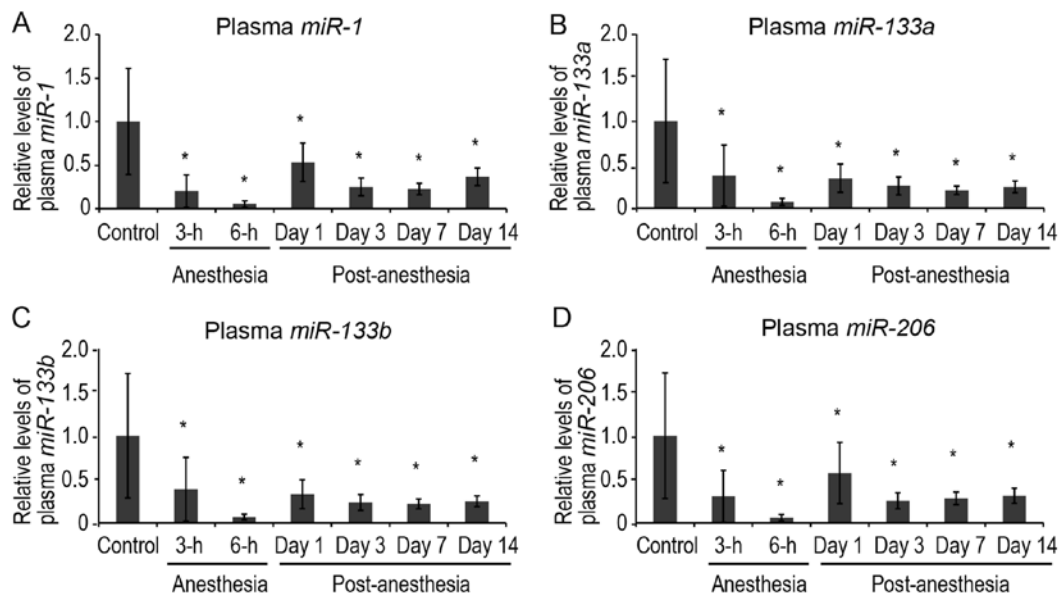 A
Plasma miR-1
Relative levels of
plasma miR-1
2.0
1.5
1.0
0.5
0
* * * * * *
Control 3-h 6-h Day 1 Day 3 Day 7 Day 14
Anesthesia Post-anesthesia
B
Plasma miR-133a
Relative levels of
plasma miR-133a
2.0
1.5
1.0
0.5
0
* * * * * *
Control 3-h 6-h Day 1 Day 3 Day 7 Day 14
Anesthesia Post-anesthesia
C
Plasma miR-133b
Relative levels of
plasma miR-133b
2.0
1.5
1.0
0.5
0
* * * * * *
Control 3-h 6-h Day 1 Day 3 Day 7 Day 14
Anesthesia Post-anesthesia
D
Plasma miR-206
Relative levels of
plasma miR-206
2.0
1.5
1.0
0.5
0
* * * * * *
Control 3-h 6-h Day 1 Day 3 Day 7 Day 14
Anesthesia Post-anesthesia